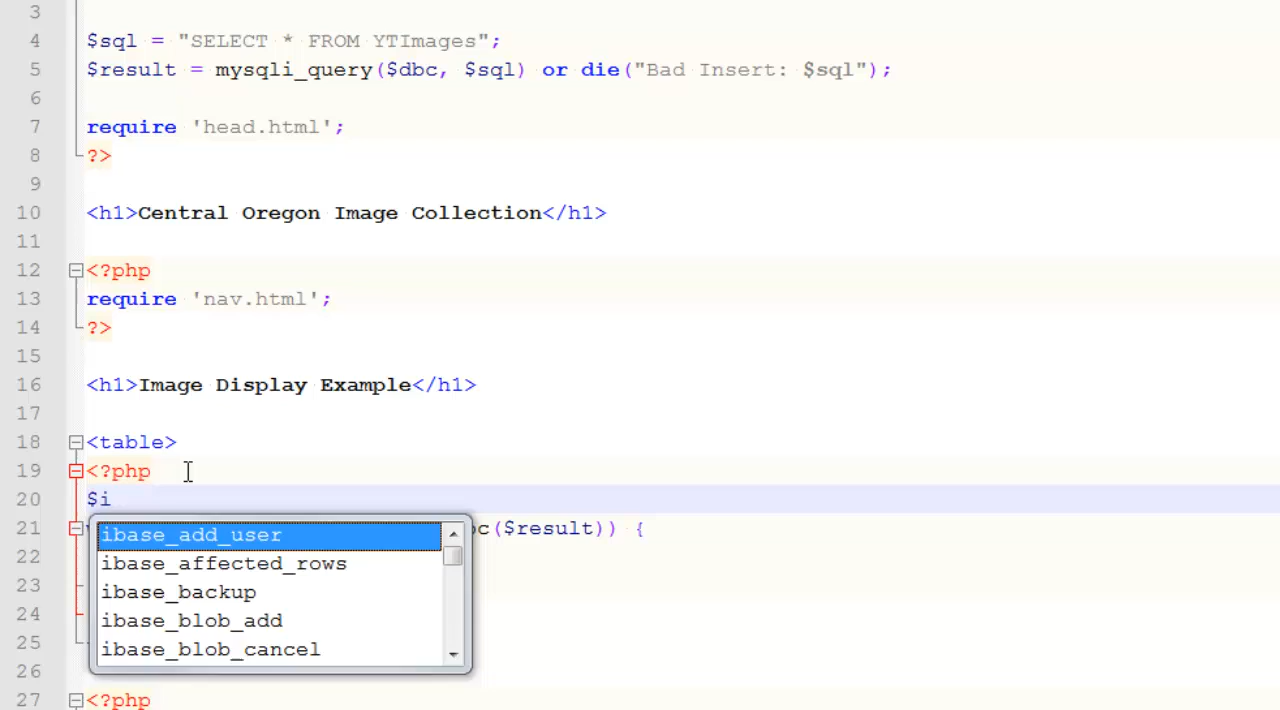 3
4 $sql = "SELECT * FROM YTImages";
5 $result = mysqli_query($dbc, $sql) or die("Bad Insert: $sql");
6
7 require 'head.html';
8 ?>
9
10 <h1>Central Oregon Image Collection</h1>
11
12 <?php
13 require 'nav.html';
14 ?>
15
16 <h1>Image Display Example</h1>
17
18 <table>
19 <?php
20 $i
21 ($result)) {
ibase_add_user
22
ibase_affected_rows
23
ibase_backup
24
ibase_blob_add
25
ibase_blob_cancel
26
27 <?php